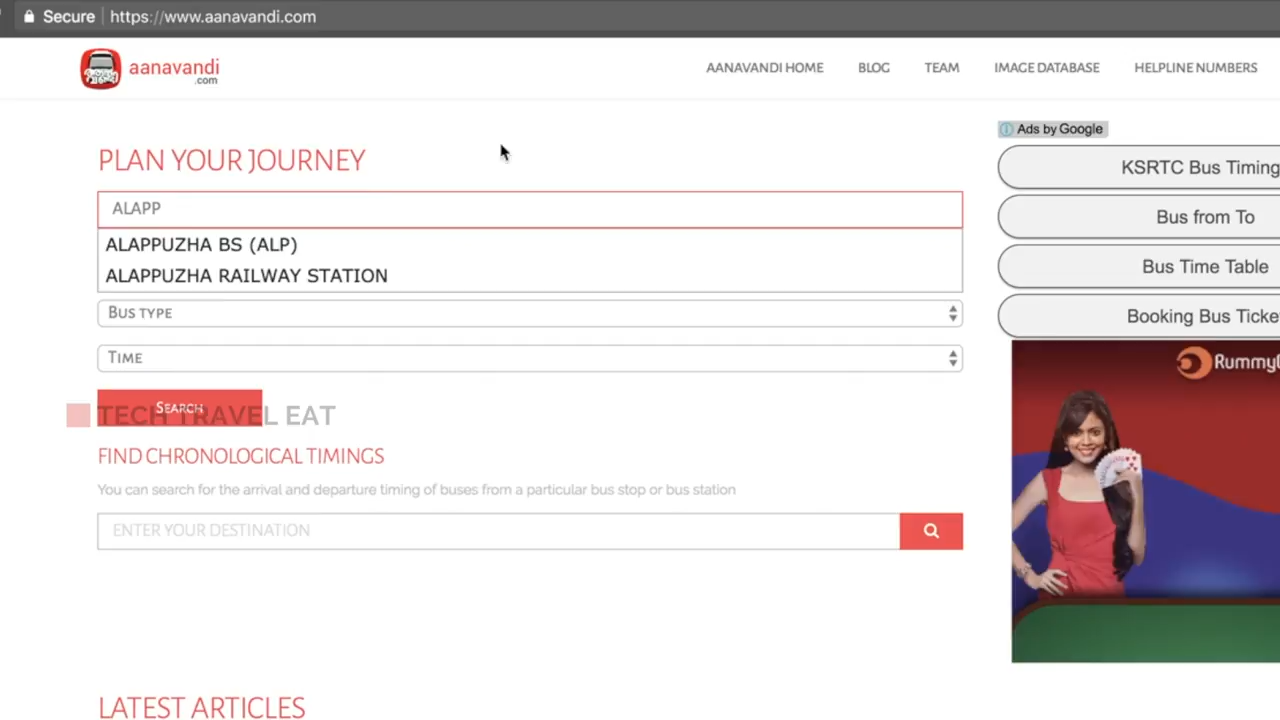 Secure https://www.aanavandi.com
aanavandi
.com
AANAVANDI HOME BLOG TEAM IMAGE DATABASE HELPLINE NUMBERS
PLAN YOUR JOURNEY
ALAPP
ALAPPUZHA BS (ALP)
ALAPPUZHA RAILWAY STATION
BUS TYPE
TIME
SEARCH
TECH TRAVEL EAT
FIND CHRONOLOGICAL TIMINGS
You can search for the arrival and departure timing of buses from a particular bus stop or bus station
ENTER YOUR DESTINATION
LATEST ARTICLES
Ads by Google
KSRTC Bus Timing
Bus from To
Bus Time Table
Booking Bus Ticke
Rummy